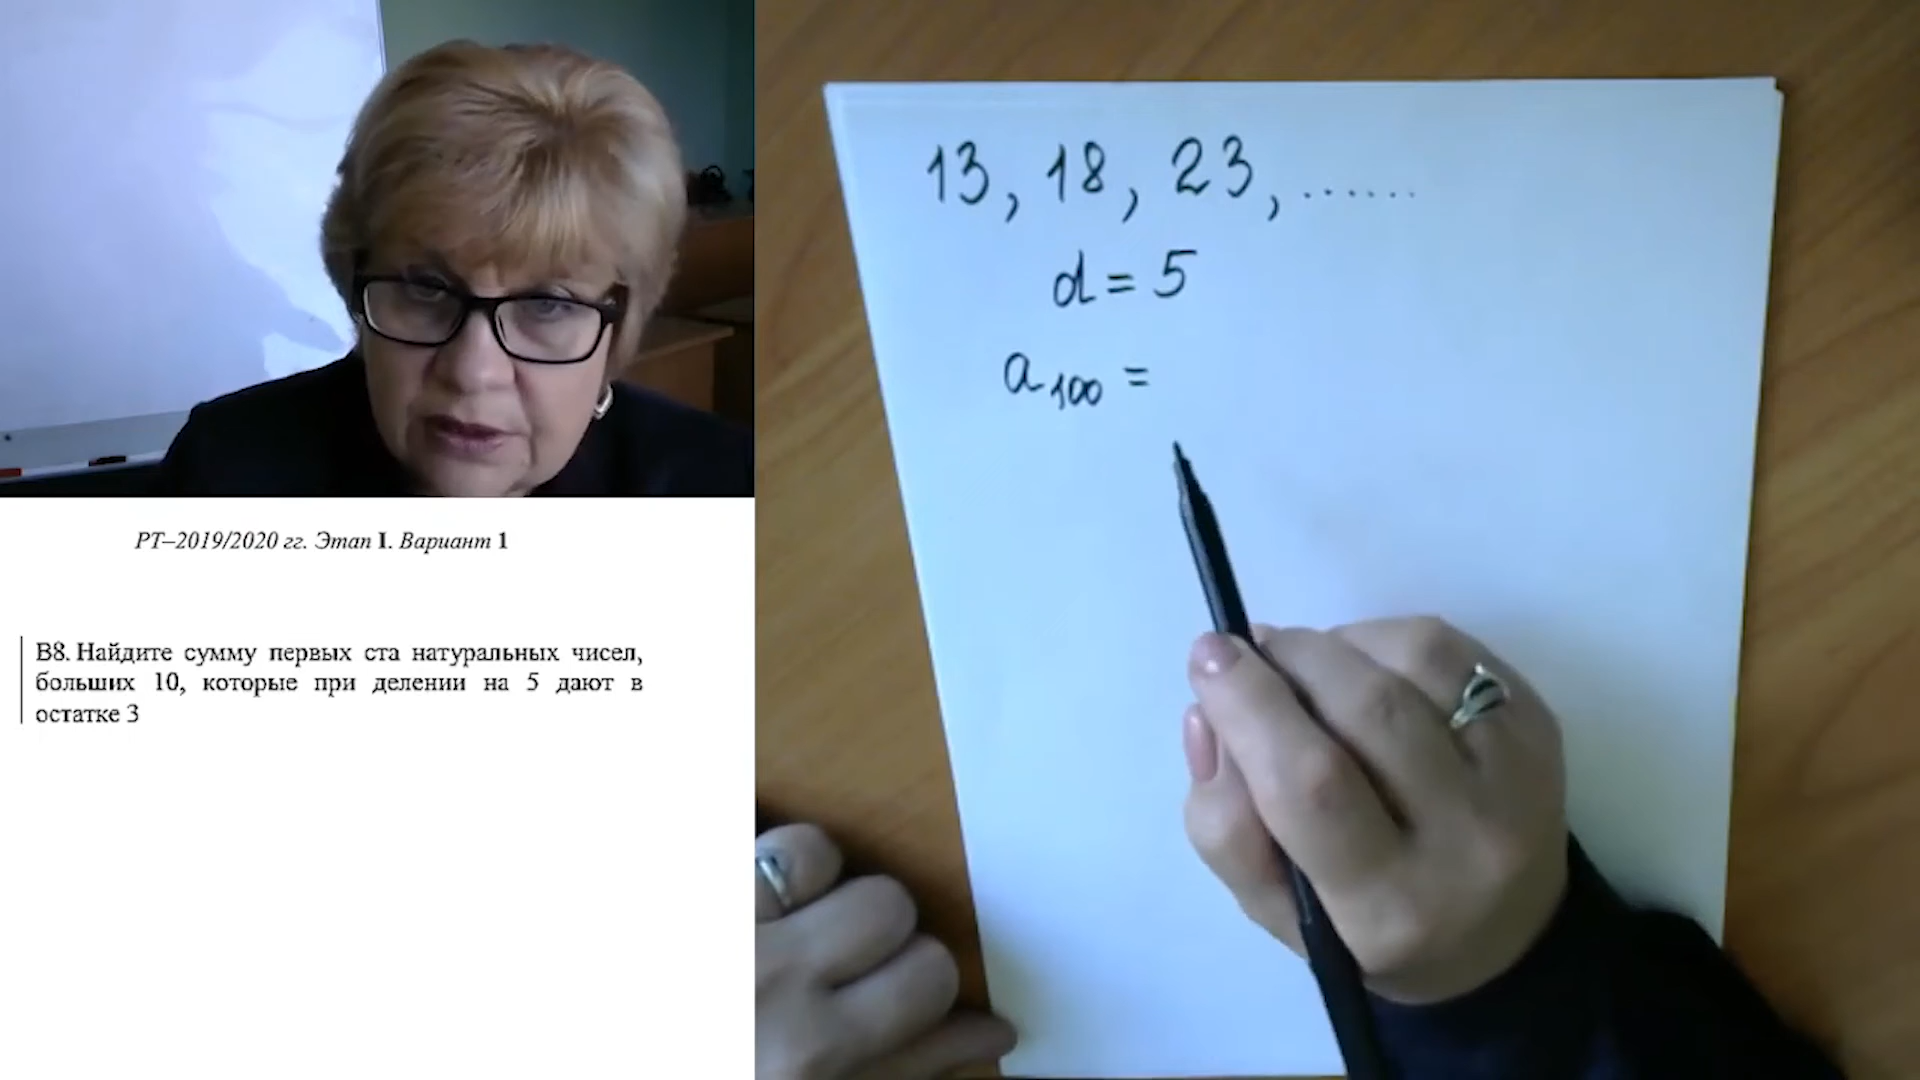 13, 18, 23, ......
d = 5
a₁₀₀ =
РТ–2019/2020 гг. Этап I. Вариант 1
В8. Найдите сумму первых ста натуральных чисел,
больших 10, которые при делении на 5 дают в
остатке 3